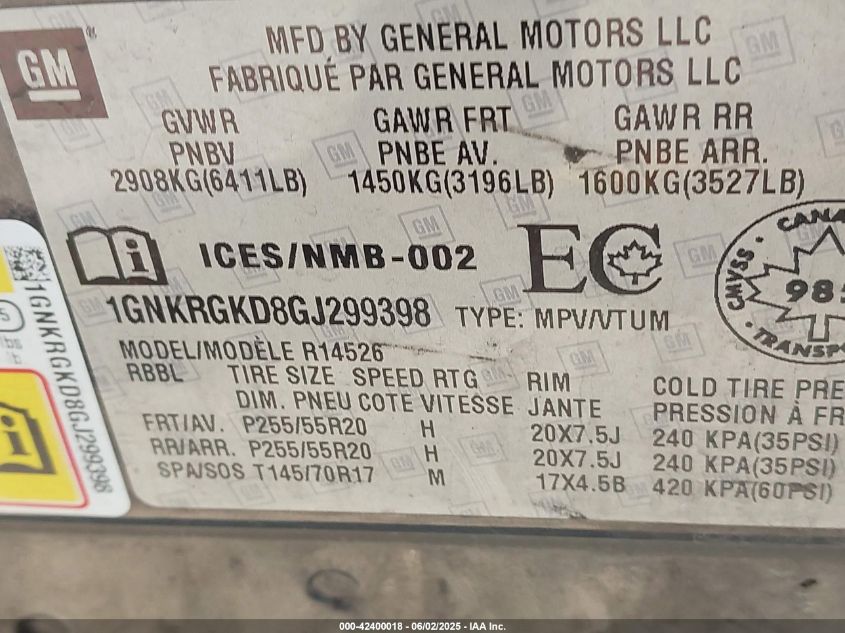 GM
MFD BY GENERAL MOTORS LLC
FABRIQUÉ PAR GENERAL MOTORS LLC
GVWR GAWR FRT GAWR RR
PNBV PNBE AV. PNBE ARR.
2908KG(6411LB) 1450KG(3196LB) 1600KG(3527LB)
ICES/NMB-002 EC
CANA
CMVSS
98
TRANSPO
1GNKRGKD8GJ299398 TYPE: MPV/VTUM
MODEL/MODÈLE R14526
RBBL TIRE SIZE SPEED RTG RIM COLD TIRE PRE
DIM. PNEU COTE VITESSE JANTE PRESSION À FR
FRT/AV. P255/55R20 H 20X7.5J 240 KPA(35PSI)
RR/ARR. P255/55R20 H 20X7.5J 240 KPA(35PSI)
SPA/SOS T145/70R17 M 17X4.5B 420 KPA(60PSI)
1GNKRGKD8GJ299398
000-42400018 - 06/02/2025 - IAA Inc.